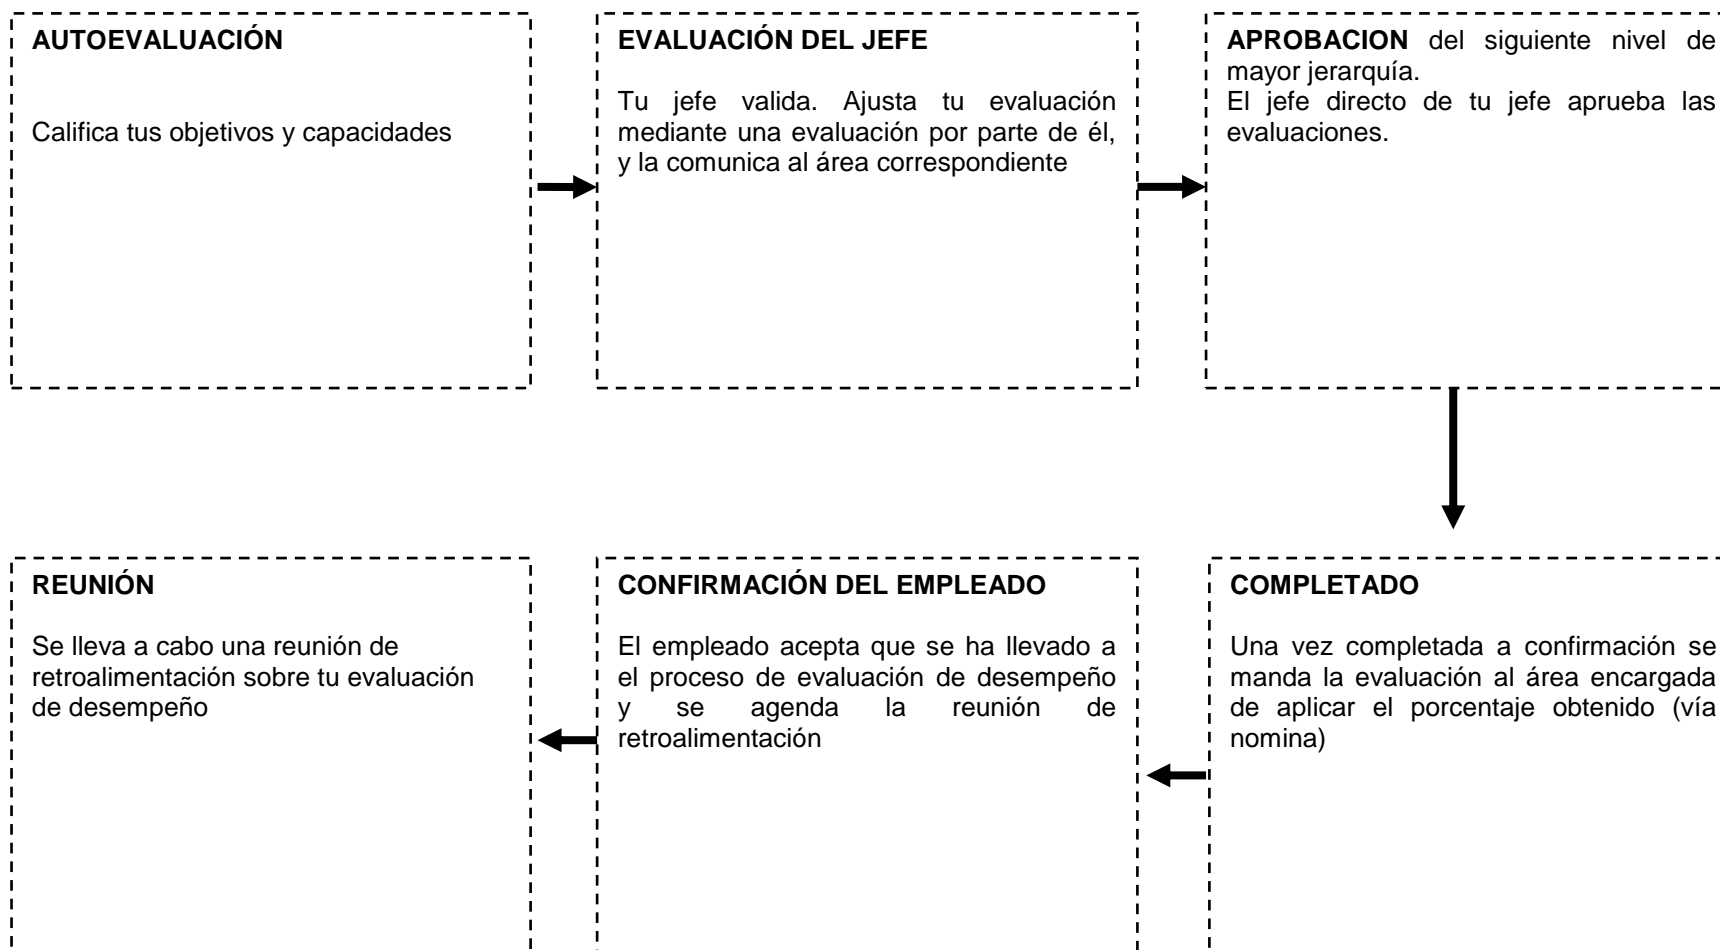 AUTOEVALUACIÓN
Califica tus objetivos y capacidades
EVALUACIÓN DEL JEFE
Tu jefe valida. Ajusta tu evaluación
mediante una evaluación por parte de él,
y la comunica al área correspondiente
APROBACION del siguiente nivel de
mayor jerarquía.
El jefe directo de tu jefe aprueba las
evaluaciones.
REUNIÓN
Se lleva a cabo una reunión de
retroalimentación sobre tu evaluación
de desempeño
CONFIRMACIÓN DEL EMPLEADO
El empleado acepta que se ha llevado a
el proceso de evaluación de desempeño
y se agenda la reunión de
retroalimentación
COMPLETADO
Una vez completada a confirmación se
manda la evaluación al área encargada
de aplicar el porcentaje obtenido (vía
nomina)